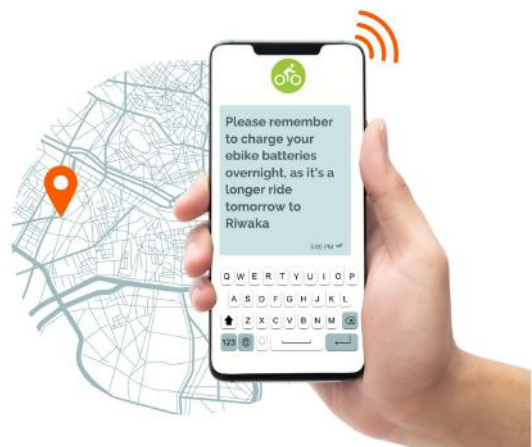 Please remember
to charge your
ebike batteries
overnight, as it's a
longer ride
tomorrow to
Riwaka
5:00 PM
Q W E R T Y U I O P
A S D F G H J K L
Z X C V B N M
123